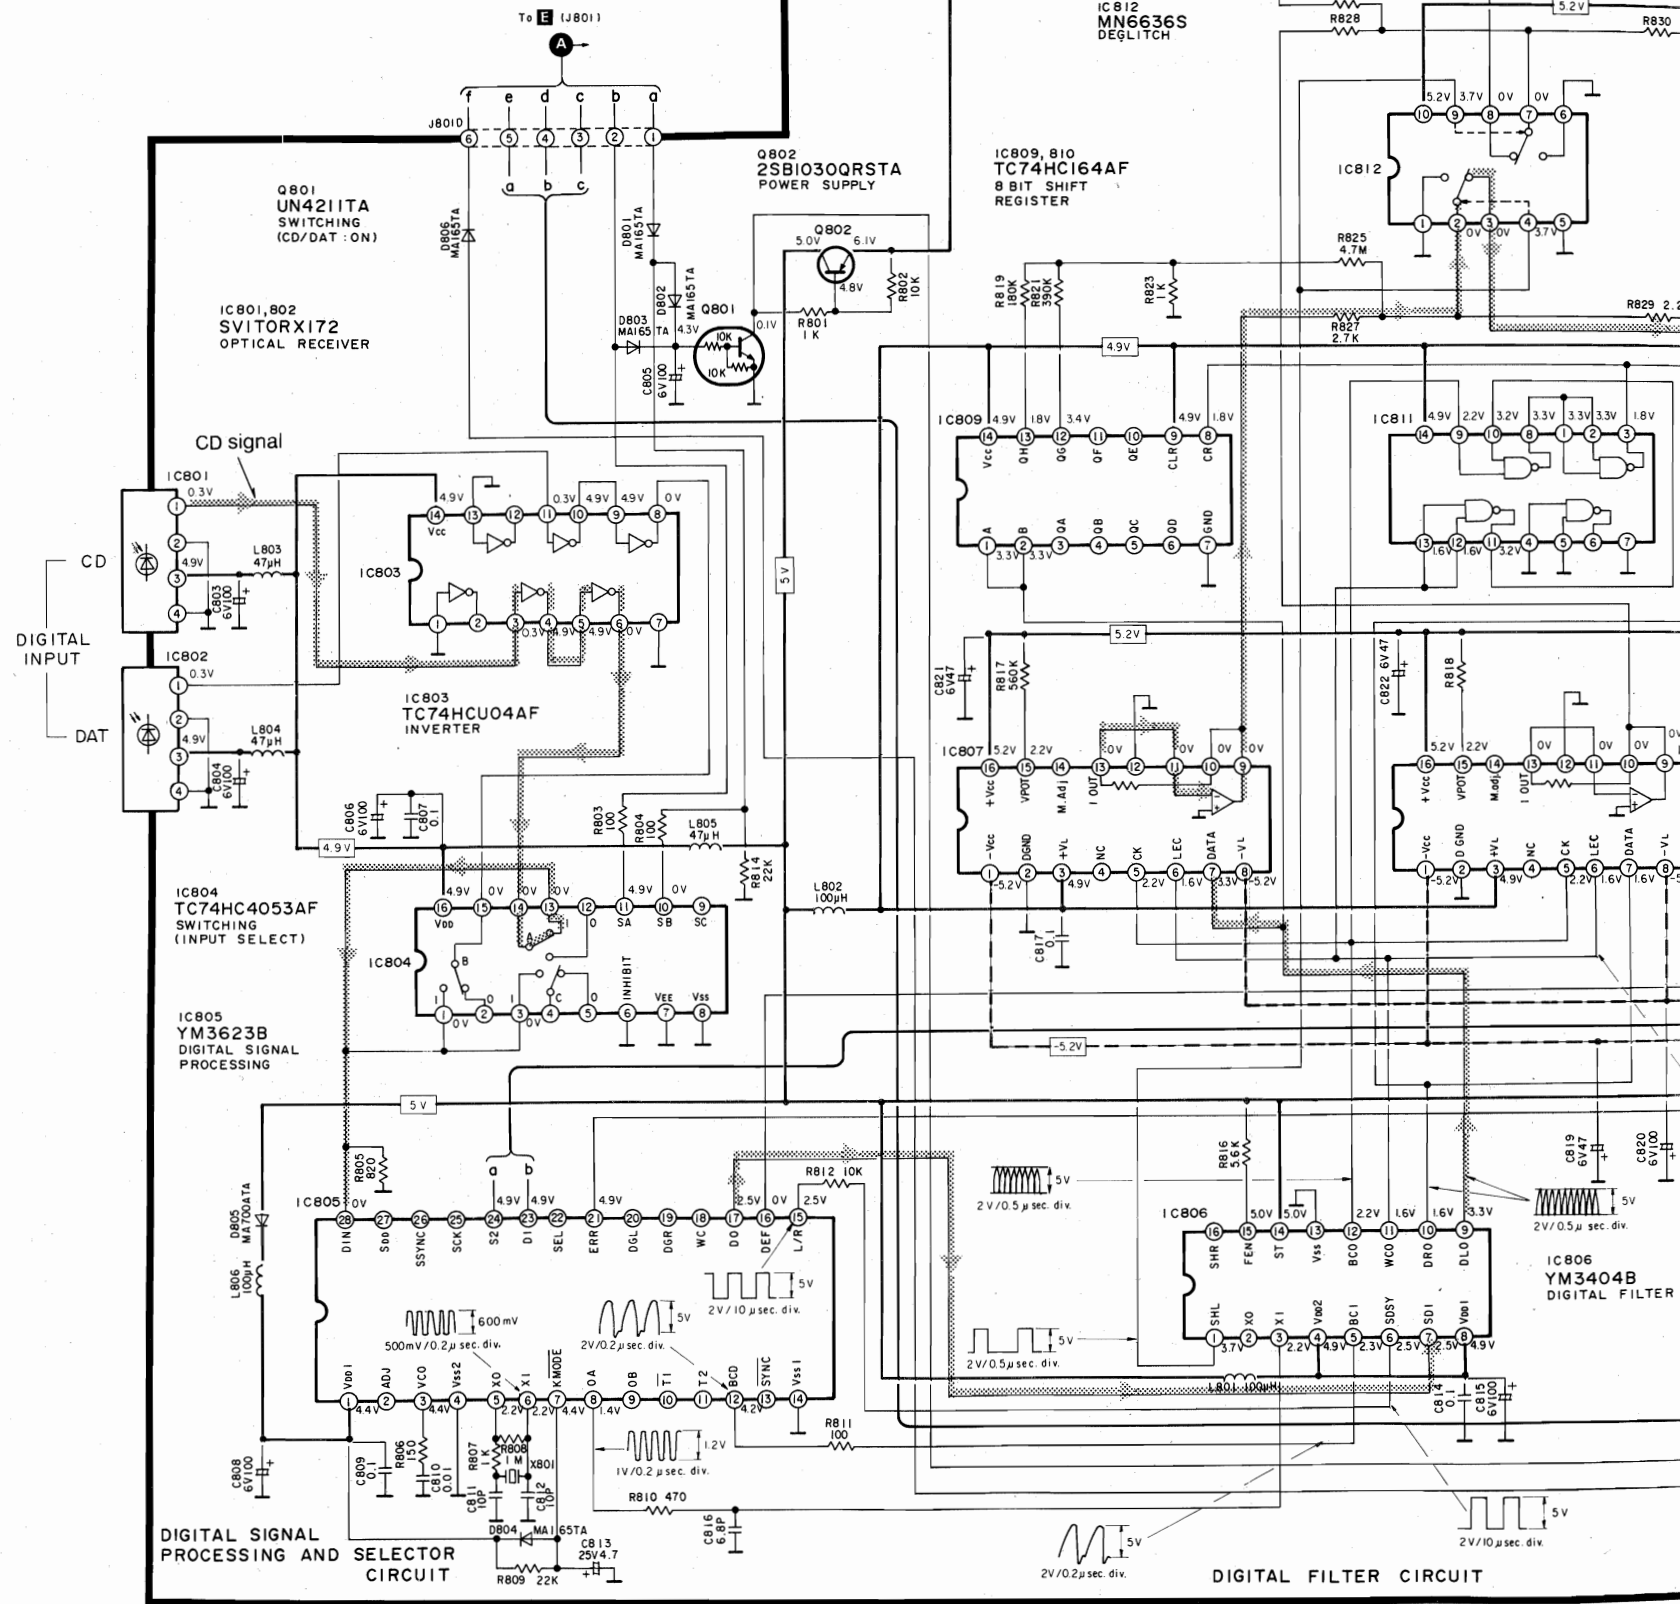 To E (J801)
A
f e d c b a
J801D
6 5 4 3 2 1
a b c
Q801
UN4211TA
SWITCHING
(CD/DAT : ON)
D806
MA165TA
D801
MA165TA
D802
MA165TA
D803
MA165TA
4.3V
Q801
10K
10K
0.1V
C805
6V100
Q802
2SB1030QRSTA
POWER SUPPLY
Q802
5.0V 6.1V
4.8V
R801
1K
R802
10K
IC801,802
SVITORX172
OPTICAL RECEIVER
CD signal
IC801
0.3V
1 2 3 4
4.9V
L803
47μH
C803
6V100
CD
DIGITAL
INPUT
DAT
IC802
0.3V
1 2 3 4
4.9V
L804
47μH
C804
6V100
IC803
4.9V 0.3V 4.9V 4.9V 0V
14 13 12 11 10 9 8
Vcc
1 2 3 4 5 6 7
0.3V 4.9V 4.9V 0V
IC803
TC74HCU04AF
INVERTER
C806
6V100
C807
0.1
4.9V
R803
100
R804
100
L805
47μH
R814
22K
5V
IC804
TC74HC4053AF
SWITCHING
(INPUT SELECT)
IC804
4.9V 0V 0V 0V 4.9V 0V
16 15 14 13 12 11 10 9
VDD A 1 0 SA SB SC
B C
1 0 1 0 INHIBIT VEE VSS
1 2 3 4 5 6 7 8
0V 0V
IC805
YM3623B
DIGITAL SIGNAL
PROCESSING
5V
D805
MA700ATA
L806
100μH
R805
820
IC805
0V
a b
4.9V 4.9V 4.9V 2.5V 0V 2.5V
R812 10K
28 27 26 25 24 23 22 21 20 19 18 17 16 15
DIN SDO SSYNC SCK S2 D1 SEL ERR DGL DGR WC DO DEF L/R
5V
2V/10μsec. div.
600mV
500mV/0.2μsec. div.
5V
2V/0.2μsec. div.
VDD1 ADJ VCO VSS2 XO X1 KMODE OA OB T1 T2 BCD SYNC VSS1
1 2 3 4 5 6 7 8 9 10 11 12 13 14
4.4V 4.4V 2.2V 2.2V 4.4V 1.4V 4.2V
C808
6V100
C809
0.1
R806
150
C810
0.01
R807
1K
R808
1M
X801
C811
10P
C812
10P
1.2V
1V/0.2μsec. div.
R811
100
R810 470
C816
6.8P
D804 MA165TA
R809 22K
C813
25V4.7
DIGITAL SIGNAL
PROCESSING AND SELECTOR
CIRCUIT
IC812
MN6636S
DEGLITCH
R828
5.2V
R830
IC812
5.2V 3.7V 0V 0V
10 9 8 7 6
1 2 3 4 5
0V 0V 3.7V
IC809, 810
TC74HC164AF
8 BIT SHIFT
REGISTER
R819
180K
R821
390K
R823
1K
R825
4.7M
R827
2.7K
R829
4.9V
IC809
4.9V 1.8V 3.4V 4.9V 1.8V
14 13 12 11 10 9 8
Vcc QH QG QF QE CLR CR
A B QA QB QC QD GND
1 2 3 4 5 6 7
3.3V 3.3V
IC811
4.9V 2.2V 3.2V 3.3V 3.3V 3.3V 1.8V
14 9 10 8 1 2 3
13 12 11 4 5 6 7
1.6V 1.6V 3.2V
5.2V
C821
6V47
R817
560K
C822 6V47
R818
IC807
5.2V 2.2V 0V 0V 0V 0V
16 15 14 13 12 11 10 9
+Vcc VPOT M.Adj I OUT
-Vcc DGND +VL NC CK LEC DATA -VL
1 2 3 4 5 6 7 8
-5.2V 4.9V 2.2V 1.6V 3.3V -5.2V
5.2V 2.2V 0V 0V 0V
16 15 14 13 12 11 10 9
+Vcc VPOT M.adj I OUT
-Vcc D GND +VL NC CK LEC DATA -VL
1 2 3 4 5 6 7 8
-5.2V 4.9V 2.2V 1.6V 1.6V
L802
100μH
C817
0.1
-5.2V
R816
5.6K
C819
6V47
C820
6V100
5V
2V/0.5μsec. div.
5V
2V/0.2μsec. div.
IC806
5.0V 5.0V 2.2V 1.6V 1.6V 3.3V
16 15 14 13 12 11 10 9
SHR FEN ST VSS BCO WCO DRO DLO
SHL XO X1 VDD2 BC1 SDSY SD1 VDD1
1 2 3 4 5 6 7 8
3.7V 2.2V 4.9V 2.3V 2.5V 2.5V 4.9V
IC806
YM3404B
DIGITAL FILTER
5V
2V/0.5μsec. div.
L801 100μH
C814
0.1
C815
6V100
5V
2V/0.2μsec. div.
5V
2V/10μsec. div.
DIGITAL FILTER CIRCUIT